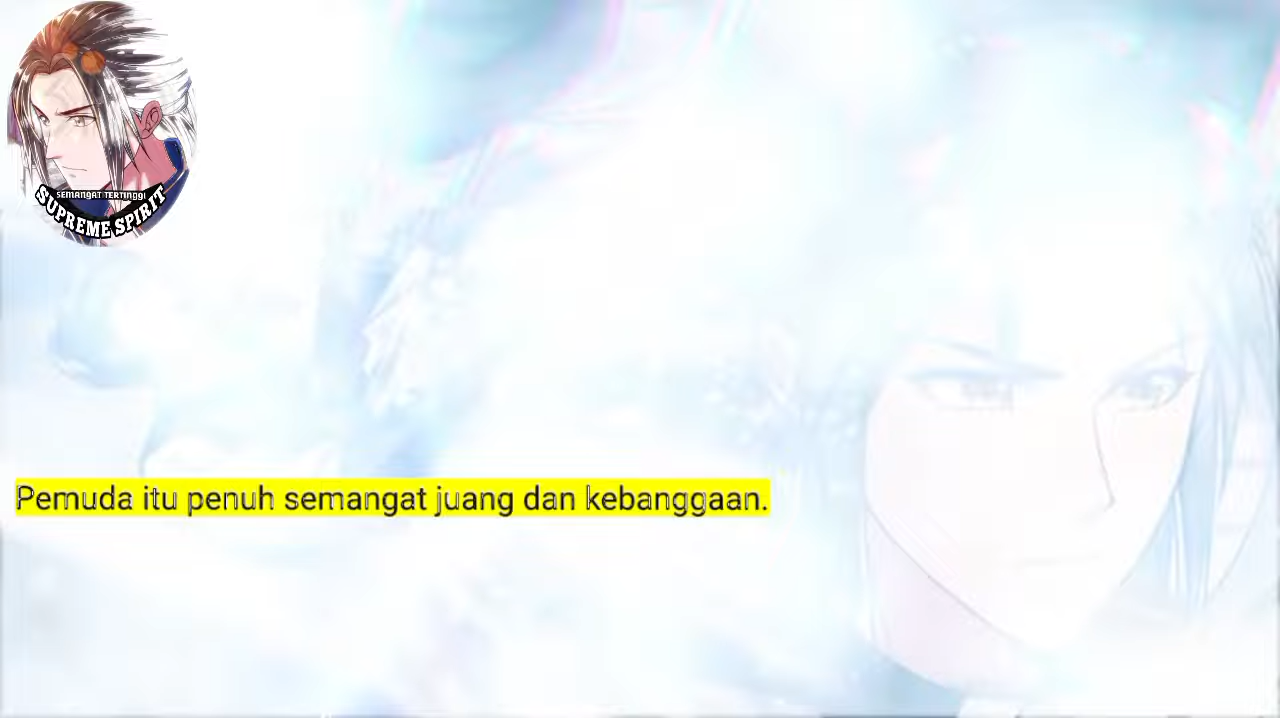 SEMANGAT TERTINGGI
SUPREME SPIRIT
Pemuda itu penuh semangat juang dan kebanggaan.